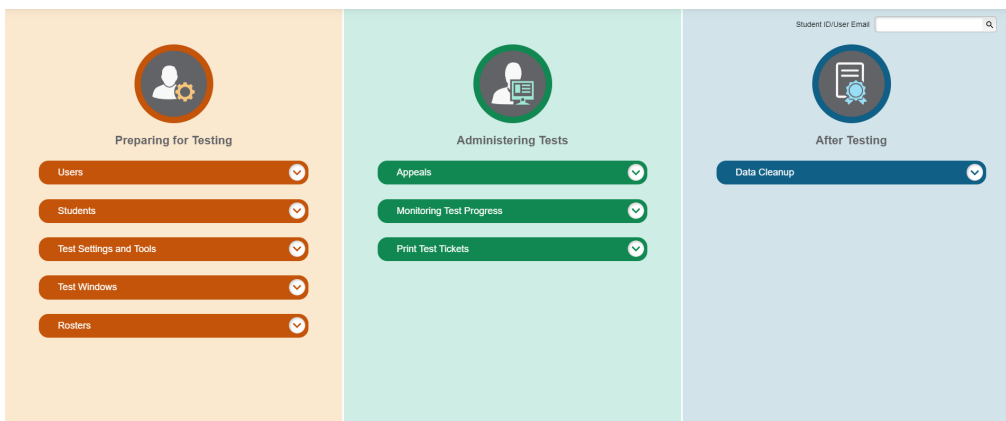 Student ID/User Email
Preparing for Testing
Users
Students
Test Settings and Tools
Test Windows
Rosters
Administering Tests
Appeals
Monitoring Test Progress
Print Test Tickets
After Testing
Data Cleanup